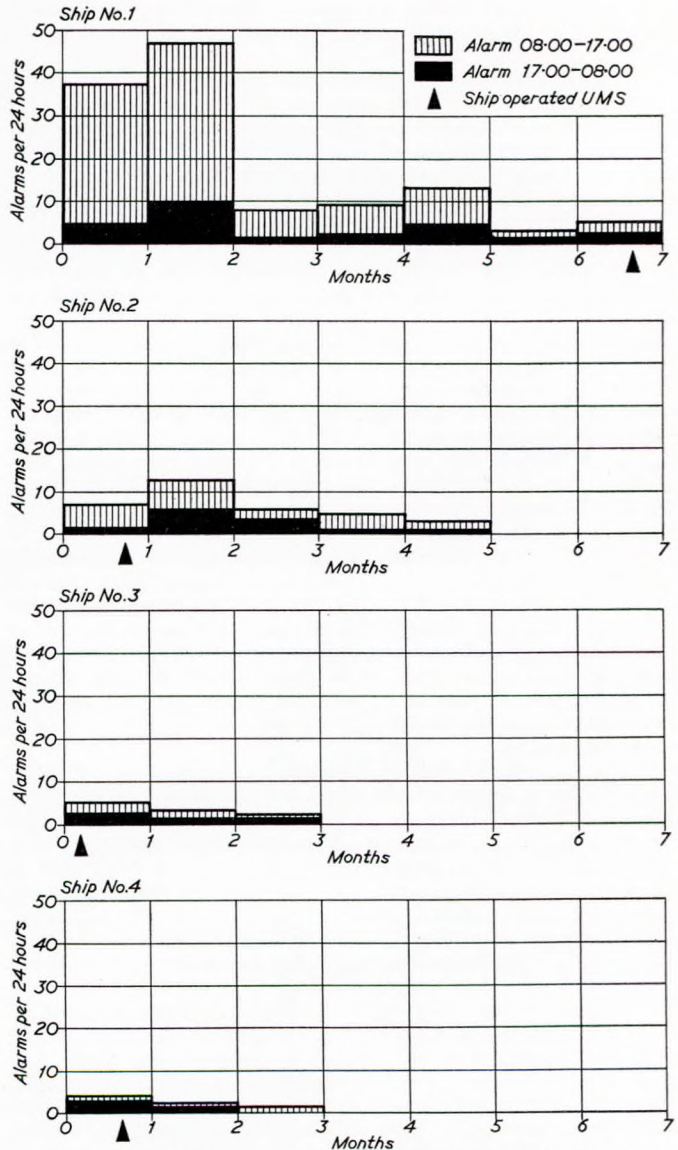 Ship No.1
Alarms per 24 hours
50
40
30
20
10
0
0 1 2 3 4 5 6 7
Months
Alarm 08·00-17·00
Alarm 17·00-08·00
Ship operated UMS
Ship No.2
Alarms per 24 hours
50
40
30
20
10
0
0 1 2 3 4 5 6 7
Months
Ship No.3
Alarms per 24 hours
50
40
30
20
10
0
0 1 2 3 4 5 6 7
Months
Ship No.4
Alarms per 24 hours
50
40
30
20
10
0
0 1 2 3 4 5 6 7
Months